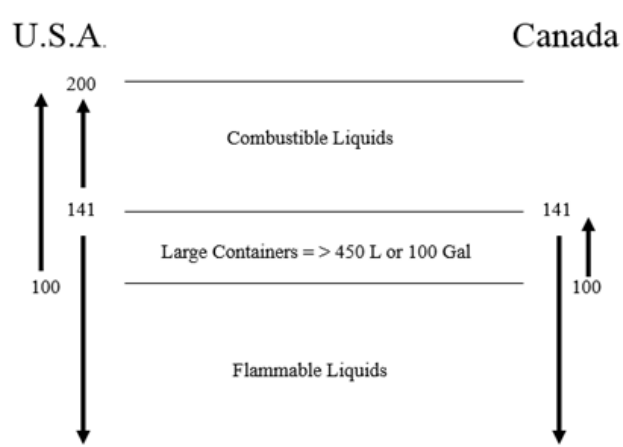 U.S.A.
Canada
200
Combustible Liquids
141
141
Large Containers = > 450 L or 100 Gal
100
100
Flammable Liquids